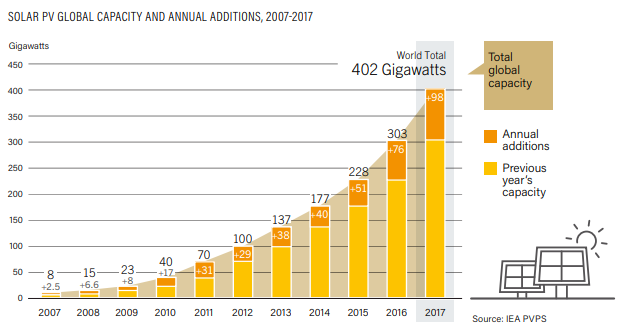 SOLAR PV GLOBAL CAPACITY AND ANNUAL ADDITIONS, 2007-2017
Gigawatts
World Total
402 Gigawatts
Total
global
capacity
Annual
additions
Previous
year's
capacity
450
400
350
300
250
200
150
100
50
0
8
+2.5
15
+6.6
23
+8
40
+17
70
+31
100
+29
137
+38
177
+40
228
+51
303
+76
+98
2007 2008 2009 2010 2011 2012 2013 2014 2015 2016 2017
Source: IEA PVPS